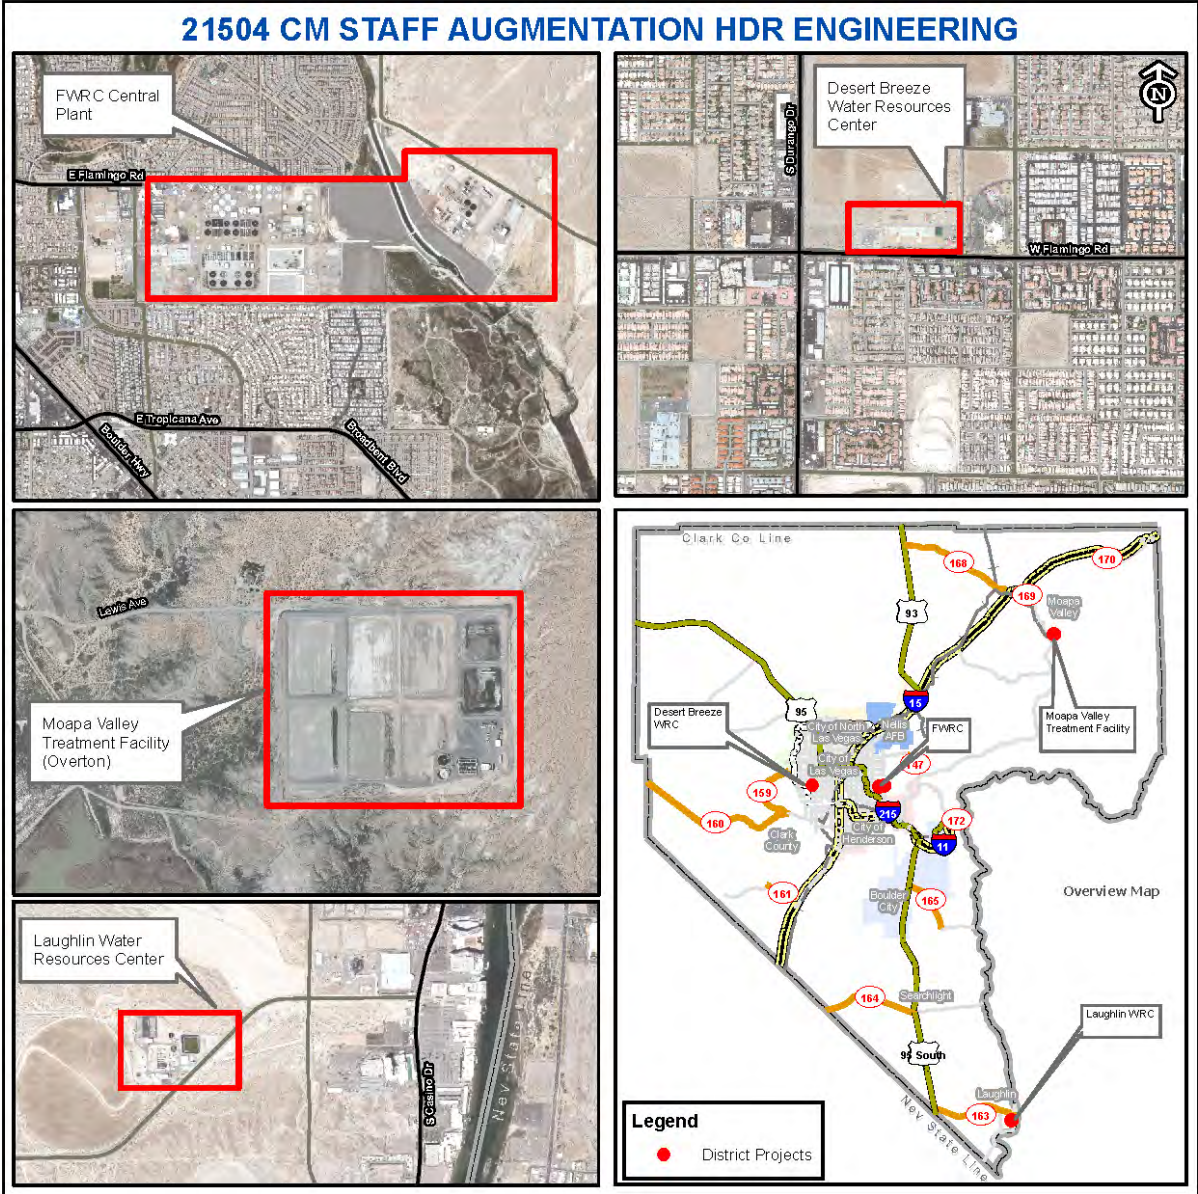 21504 CM STAFF AUGMENTATION HDR ENGINEERING
FWRC Central
Plant
E Flamingo Rd
E Tropicana Ave
Boulder Hwy
Broadbent Blvd
Desert Breeze
Water Resources
Center
N
S Durango Dr
W Flamingo Rd
Lewis Ave
Moapa Valley
Treatment Facility
(Overton)
Laughlin Water
Resources Center
S Casino Dr
Nev State Line
Clark Co Line
168
170
169
93
Moapa
Valley
15
95
Desert Breeze
WRC
City of North
Las Vegas
Nellis
AFB
FWRC
Moapa Valley
Treatment Facility
City of
Las Vegas
147
159
160
215
172
Clark
County
City of
Henderson
11
161
Boulder
City
165
Overview Map
164
Searchlight
Laughlin WRC
95 South
Laughlin
163
Nev State Line
Legend
District Projects